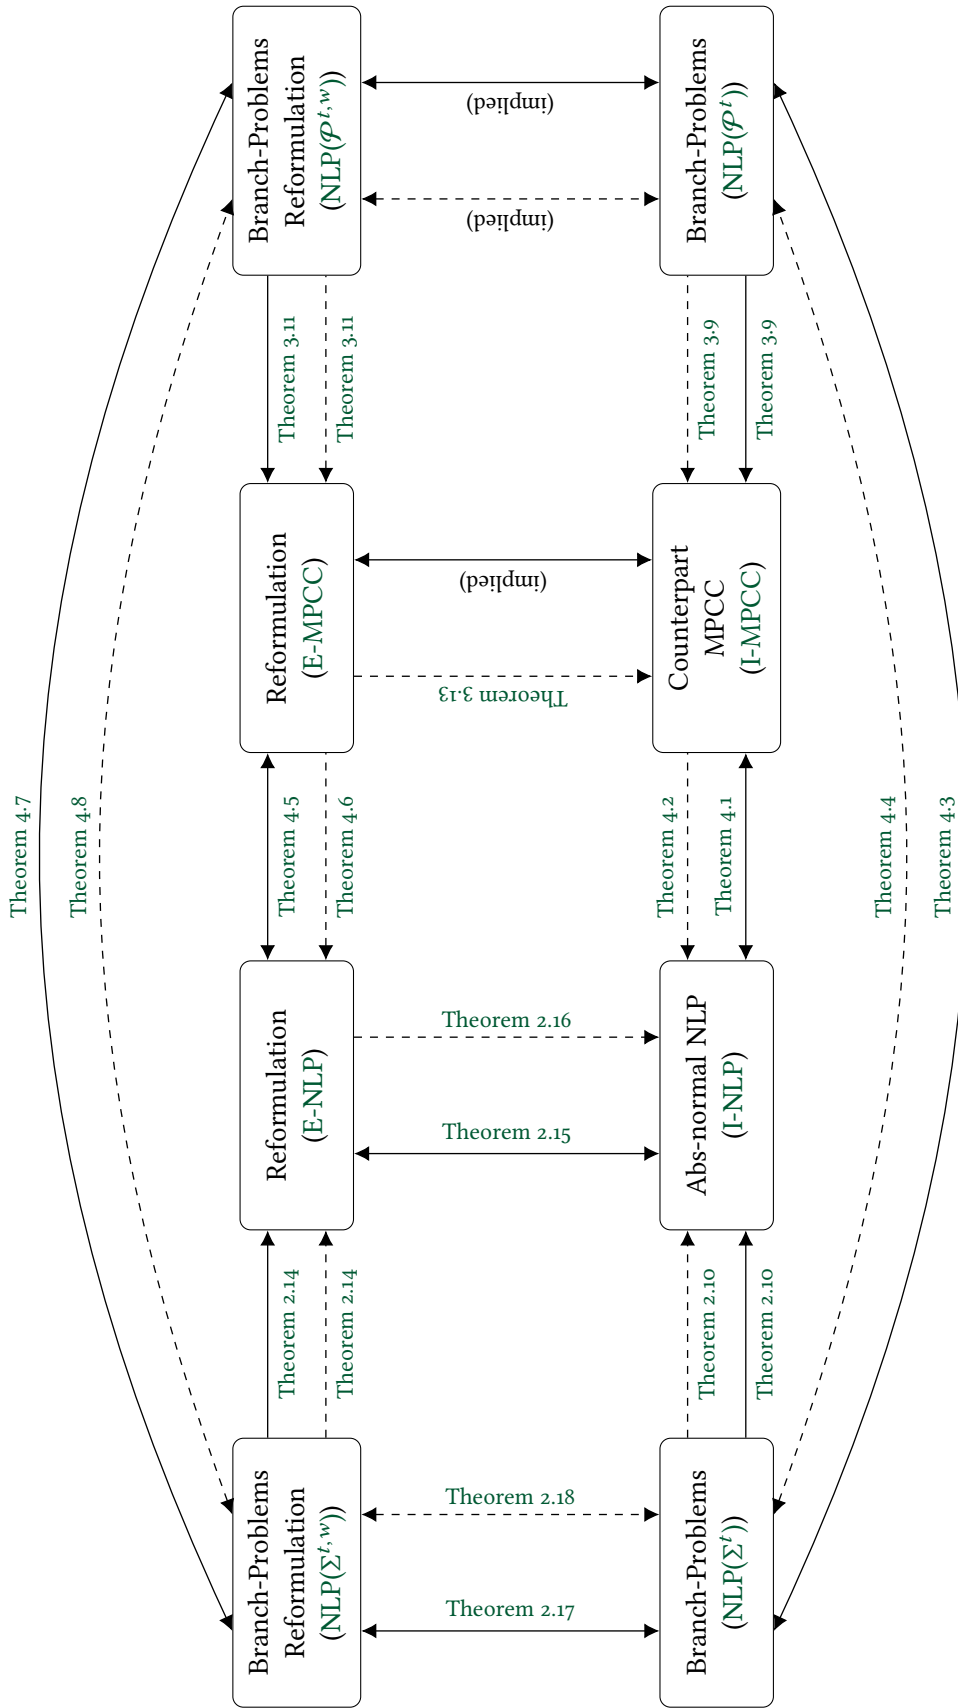 Theorem 4.7
Theorem 4.8
Branch-Problems
Reformulation
(NLP(Σ^{t,w}))
Theorem 2.14
Theorem 2.14
Reformulation
(E-NLP)
Theorem 4.5
Theorem 4.6
Reformulation
(E-MPCC)
Theorem 3.11
Theorem 3.11
Branch-Problems
Reformulation
(NLP(𝒫^{t,w}))
Theorem 2.17
Theorem 2.18
Theorem 2.15
Theorem 2.16
Theorem 3.13
(implied)
(implied)
(implied)
Branch-Problems
(NLP(Σ^t))
Theorem 2.10
Theorem 2.10
Abs-normal NLP
(I-NLP)
Theorem 4.2
Theorem 4.1
Counterpart
MPCC
(I-MPCC)
Theorem 3.9
Theorem 3.9
Branch-Problems
(NLP(𝒫^t))
Theorem 4.4
Theorem 4.3